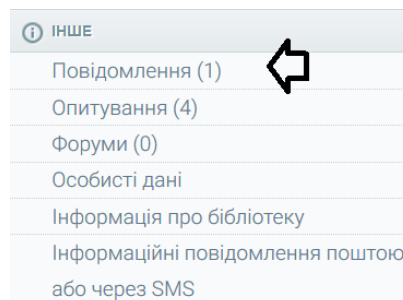 ІНШЕ
Повідомлення (1)
Опитування (4)
Форуми (0)
Особисті дані
Інформація про бібліотеку
Інформаційні повідомлення поштою
або через SMS